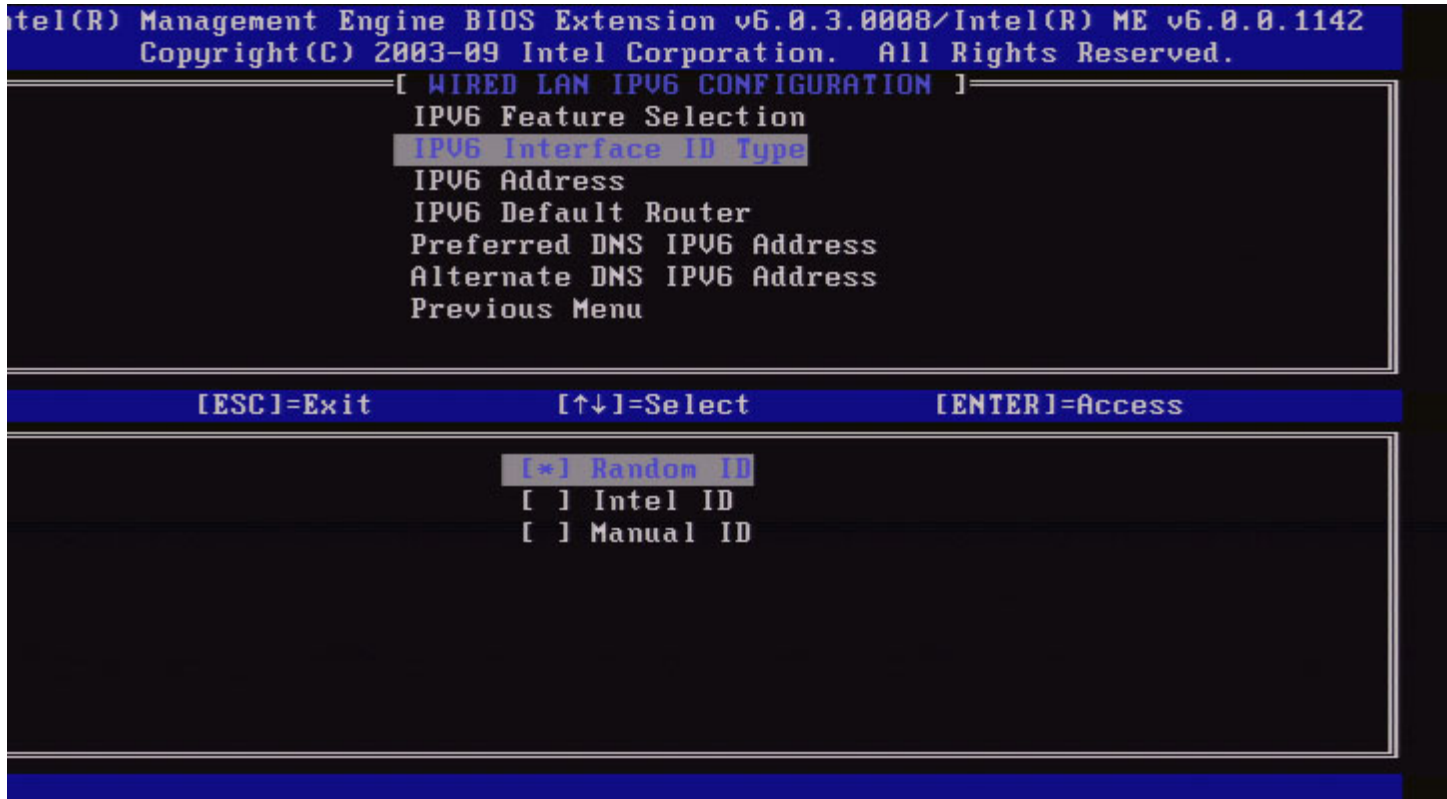 ntel(R) Management Engine BIOS Extension v6.0.3.0008/Intel(R) ME v6.0.0.1142
Copyright(C) 2003-09 Intel Corporation. All Rights Reserved.
[ WIRED LAN IPV6 CONFIGURATION ]
IPV6 Feature Selection
IPV6 Interface ID Type
IPV6 Address
IPV6 Default Router
Preferred DNS IPV6 Address
Alternate DNS IPV6 Address
Previous Menu
[ESC]=Exit [↑↓]=Select [ENTER]=Access
[*] Random ID
[ ] Intel ID
[ ] Manual ID